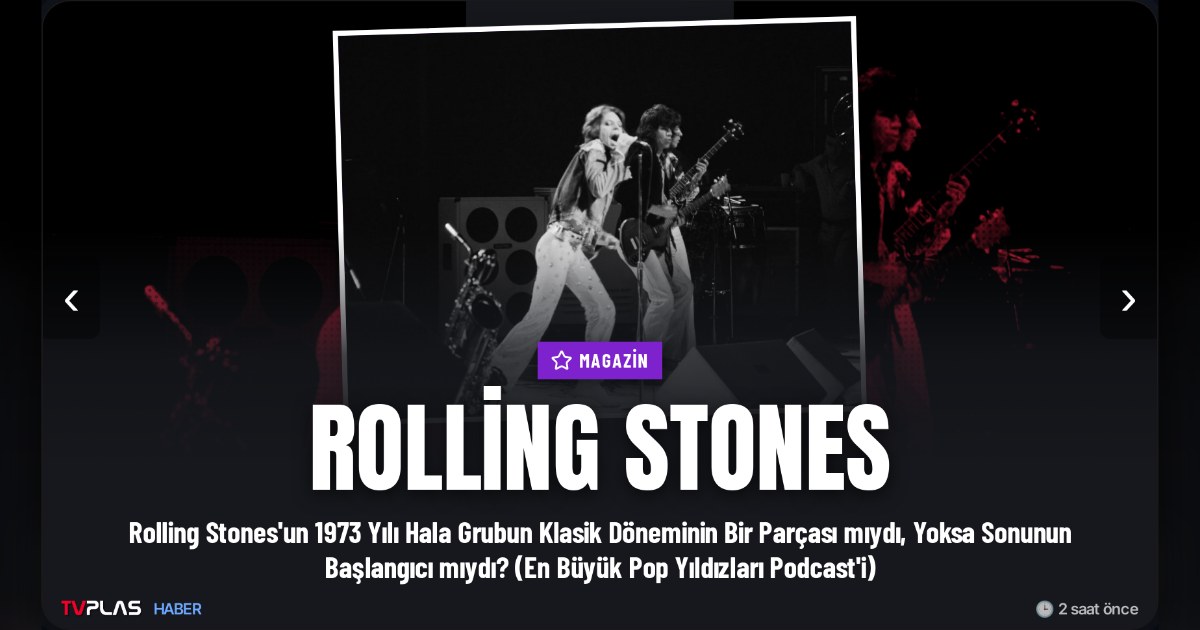 MAGAZİN
ROLLİNG STONES
Rolling Stones'un 1973 Yılı Hala Grubun Klasik Döneminin Bir Parçası mıydı, Yoksa Sonunun
Başlangıcı mıydı? (En Büyük Pop Yıldızları Podcast'i)
TVPLAS HABER
2 saat önce